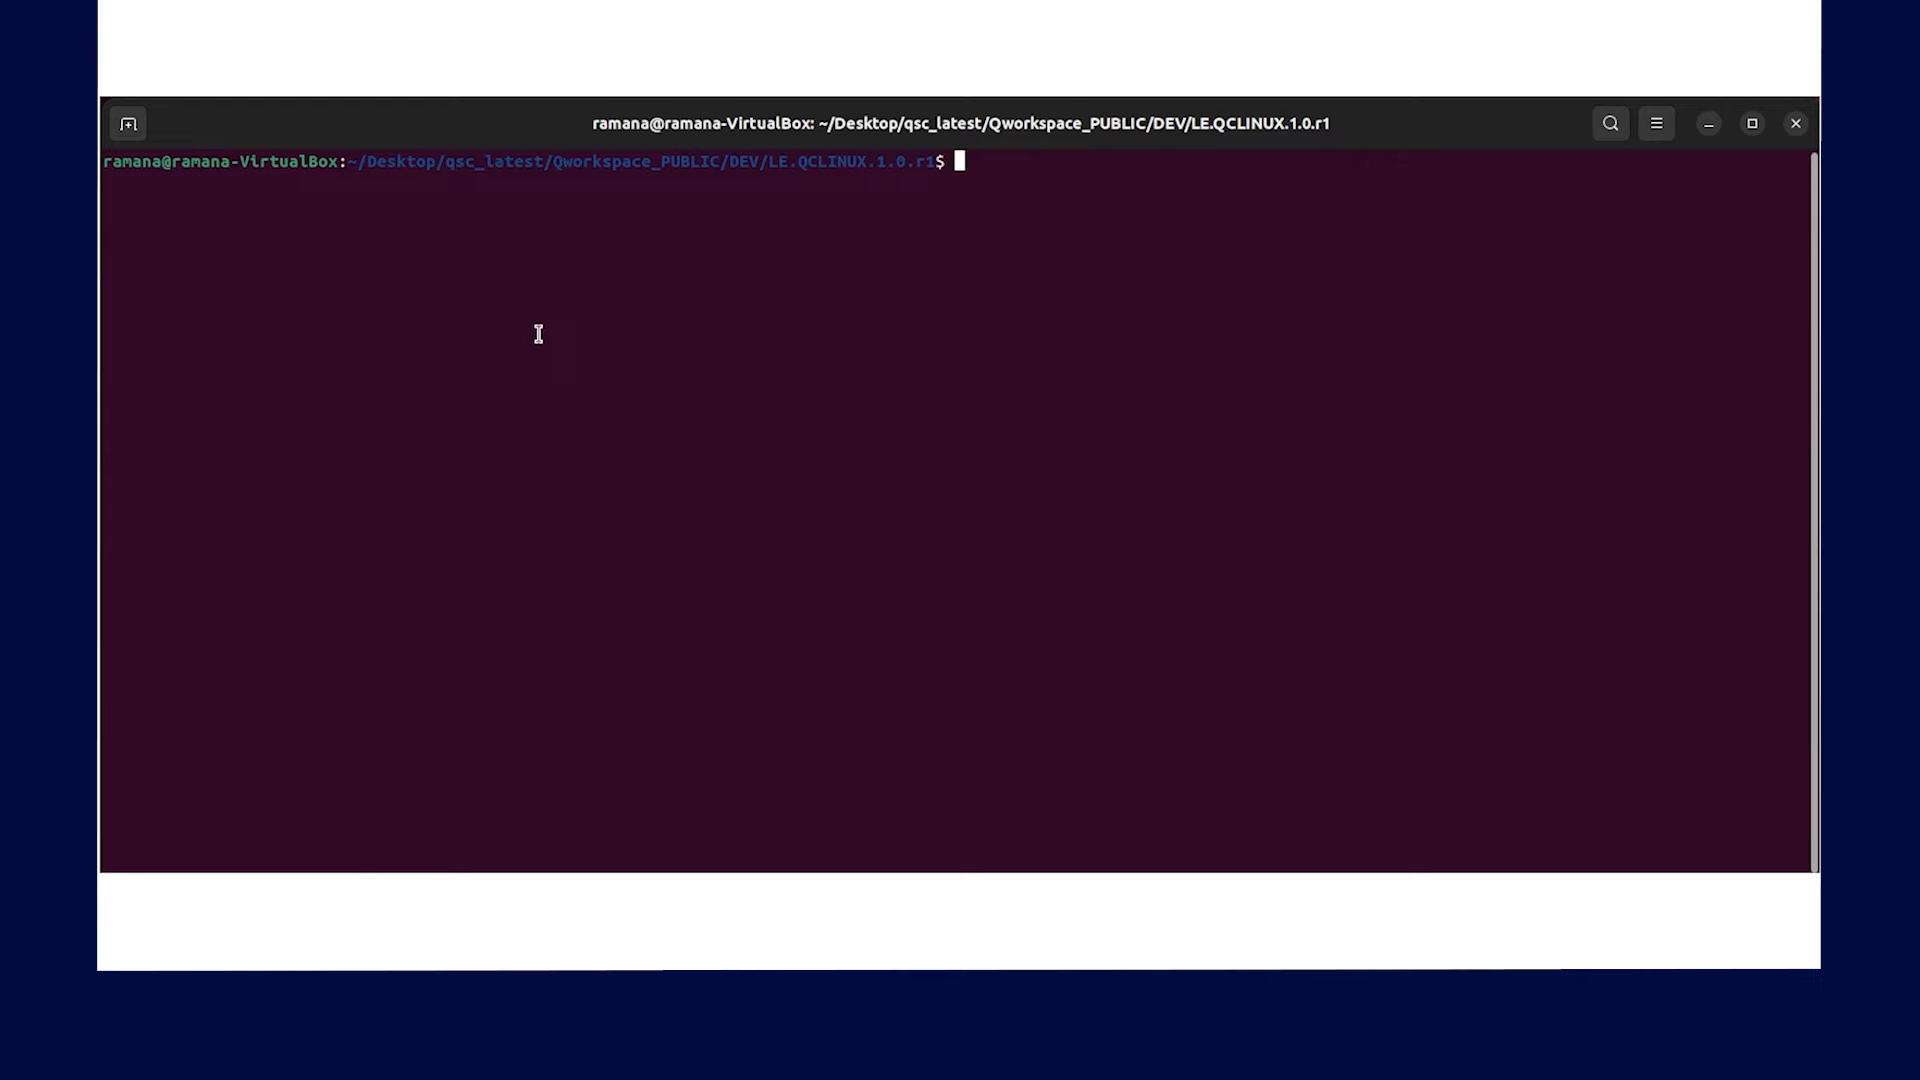 ramana@ramana-VirtualBox: ~/Desktop/qsc_latest/Qworkspace_PUBLIC/DEV/LE.QCLINUX.1.0.r1
ramana@ramana-VirtualBox:~/Desktop/qsc_latest/Qworkspace_PUBLIC/DEV/LE.QCLINUX.1.0.r1$